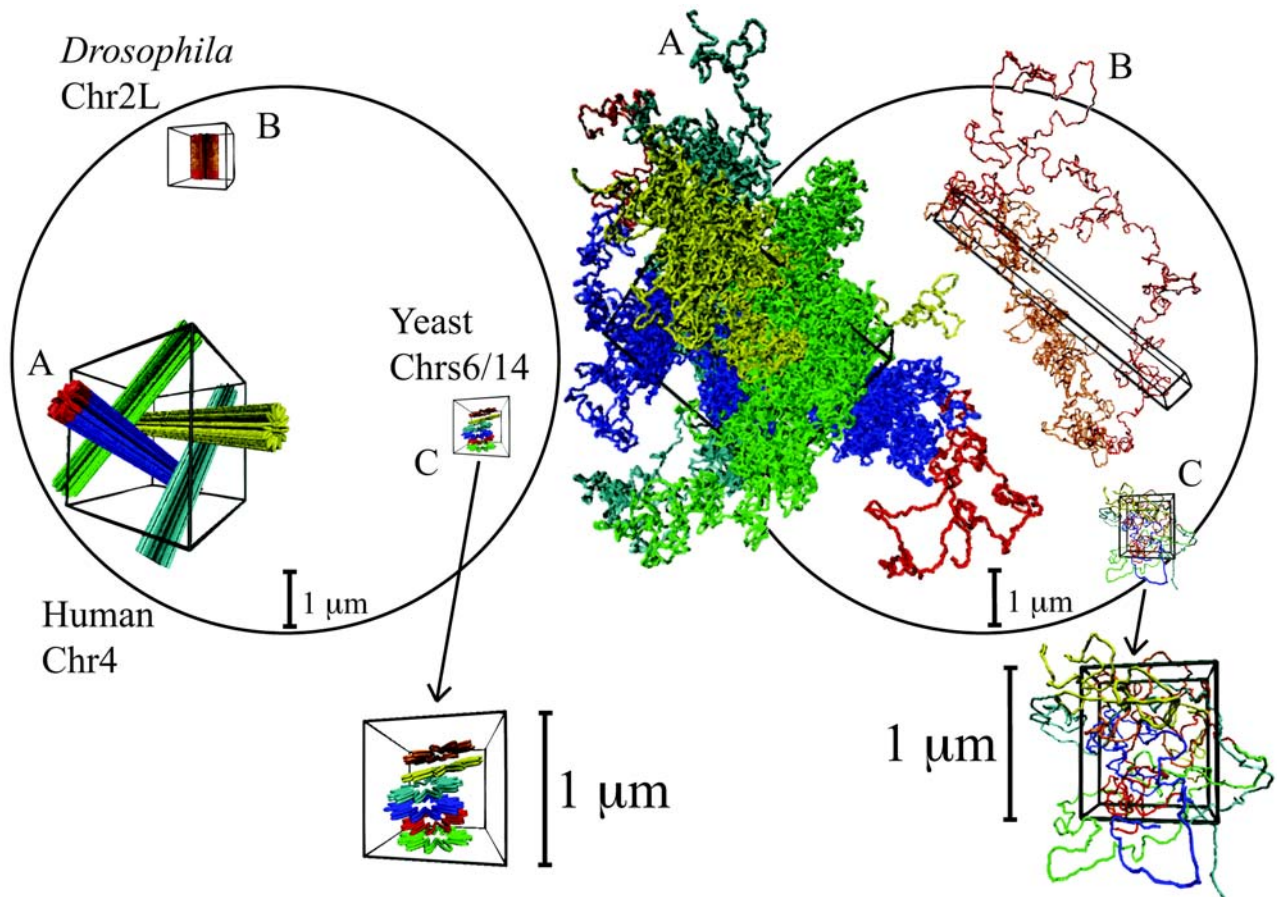 Drosophila
Chr2L
B
A
Yeast
Chrs6/14
C
1 μm
Human
Chr4
1 μm
A
B
C
1 μm
1 μm